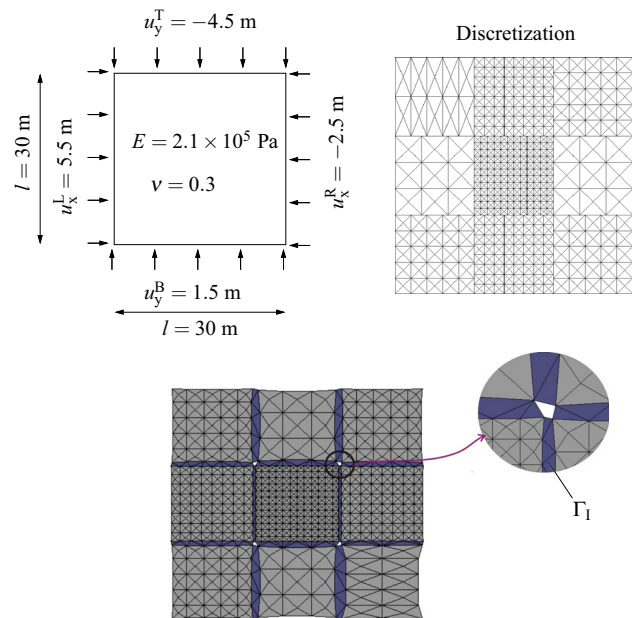 u_y^T = −4.5 m
Discretization
l = 30 m
u_x^L = 5.5 m
E = 2.1 × 10^5 Pa
ν = 0.3
u_x^R = −2.5 m
u_y^B = 1.5 m
l = 30 m
Γ_I